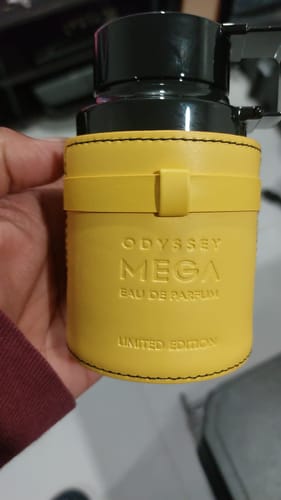 ODYSSEY
MEGA
EAU DE PARFUM
LIMITED EDITION